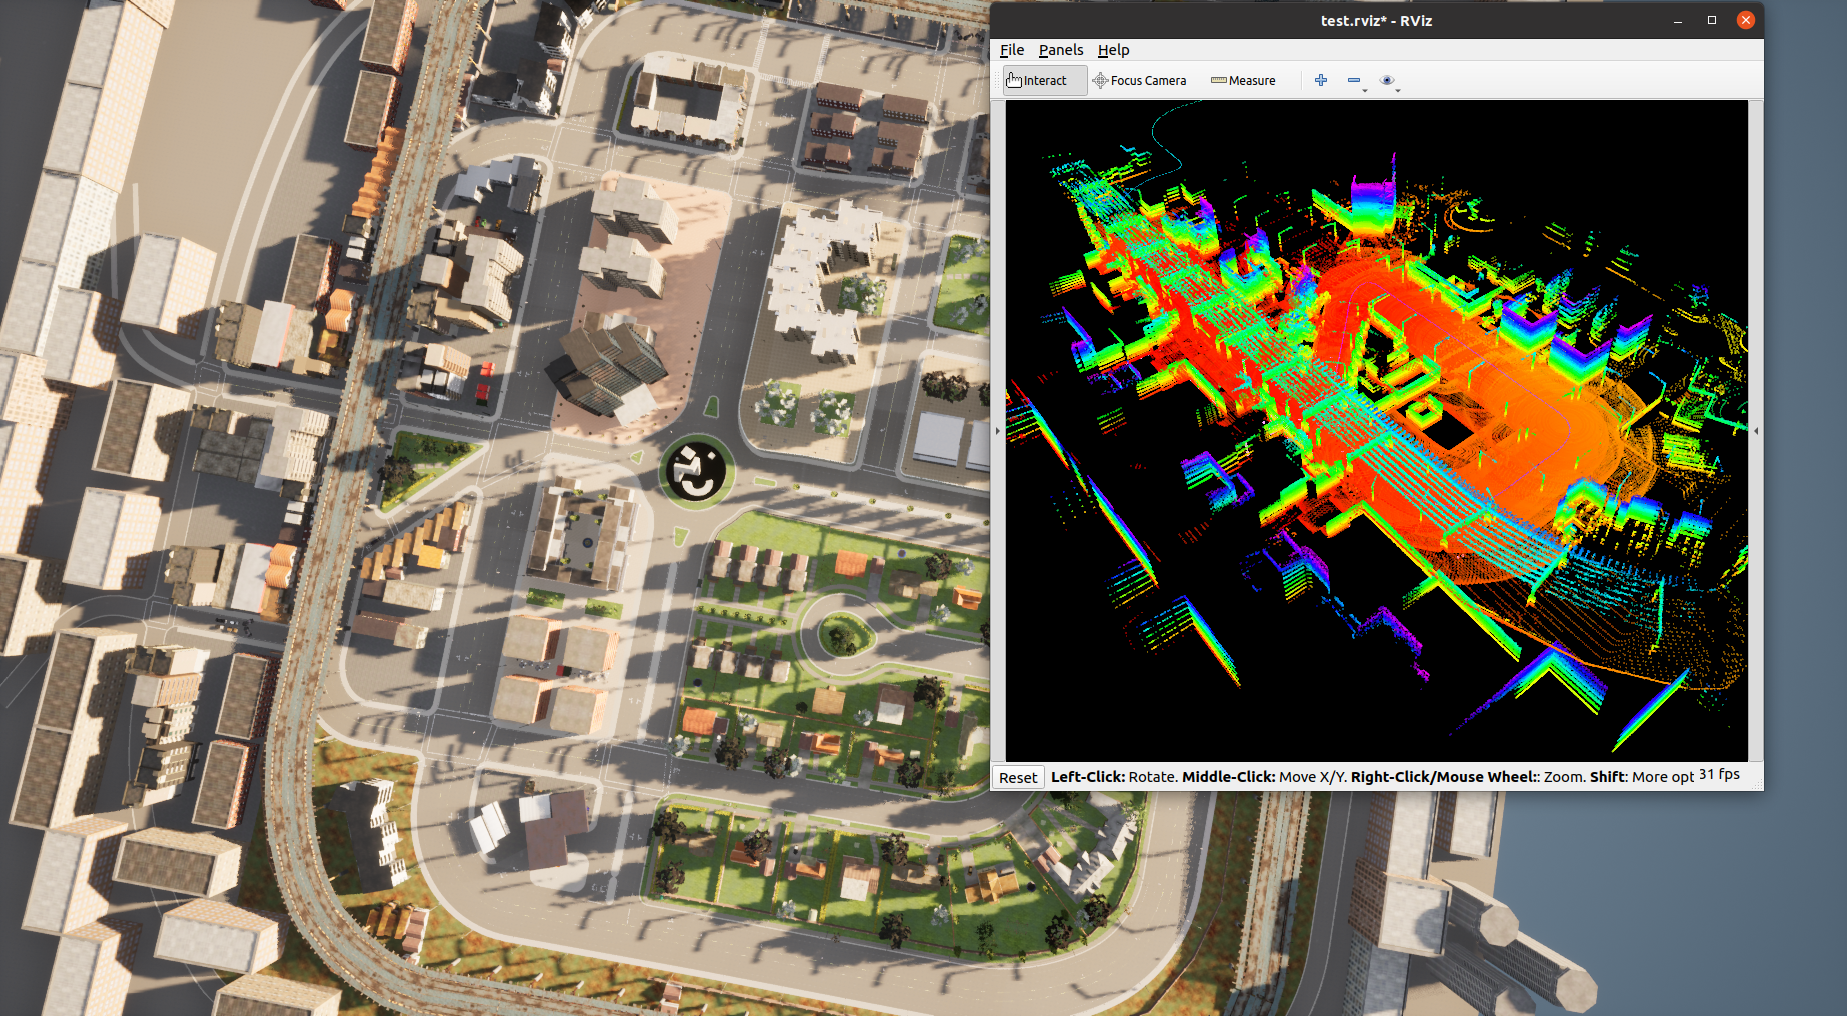 test.rviz* - RViz
File Panels Help
Interact Focus Camera Measure
Reset Left-Click: Rotate. Middle-Click: Move X/Y. Right-Click/Mouse Wheel:: Zoom. Shift: More opt 31 fps